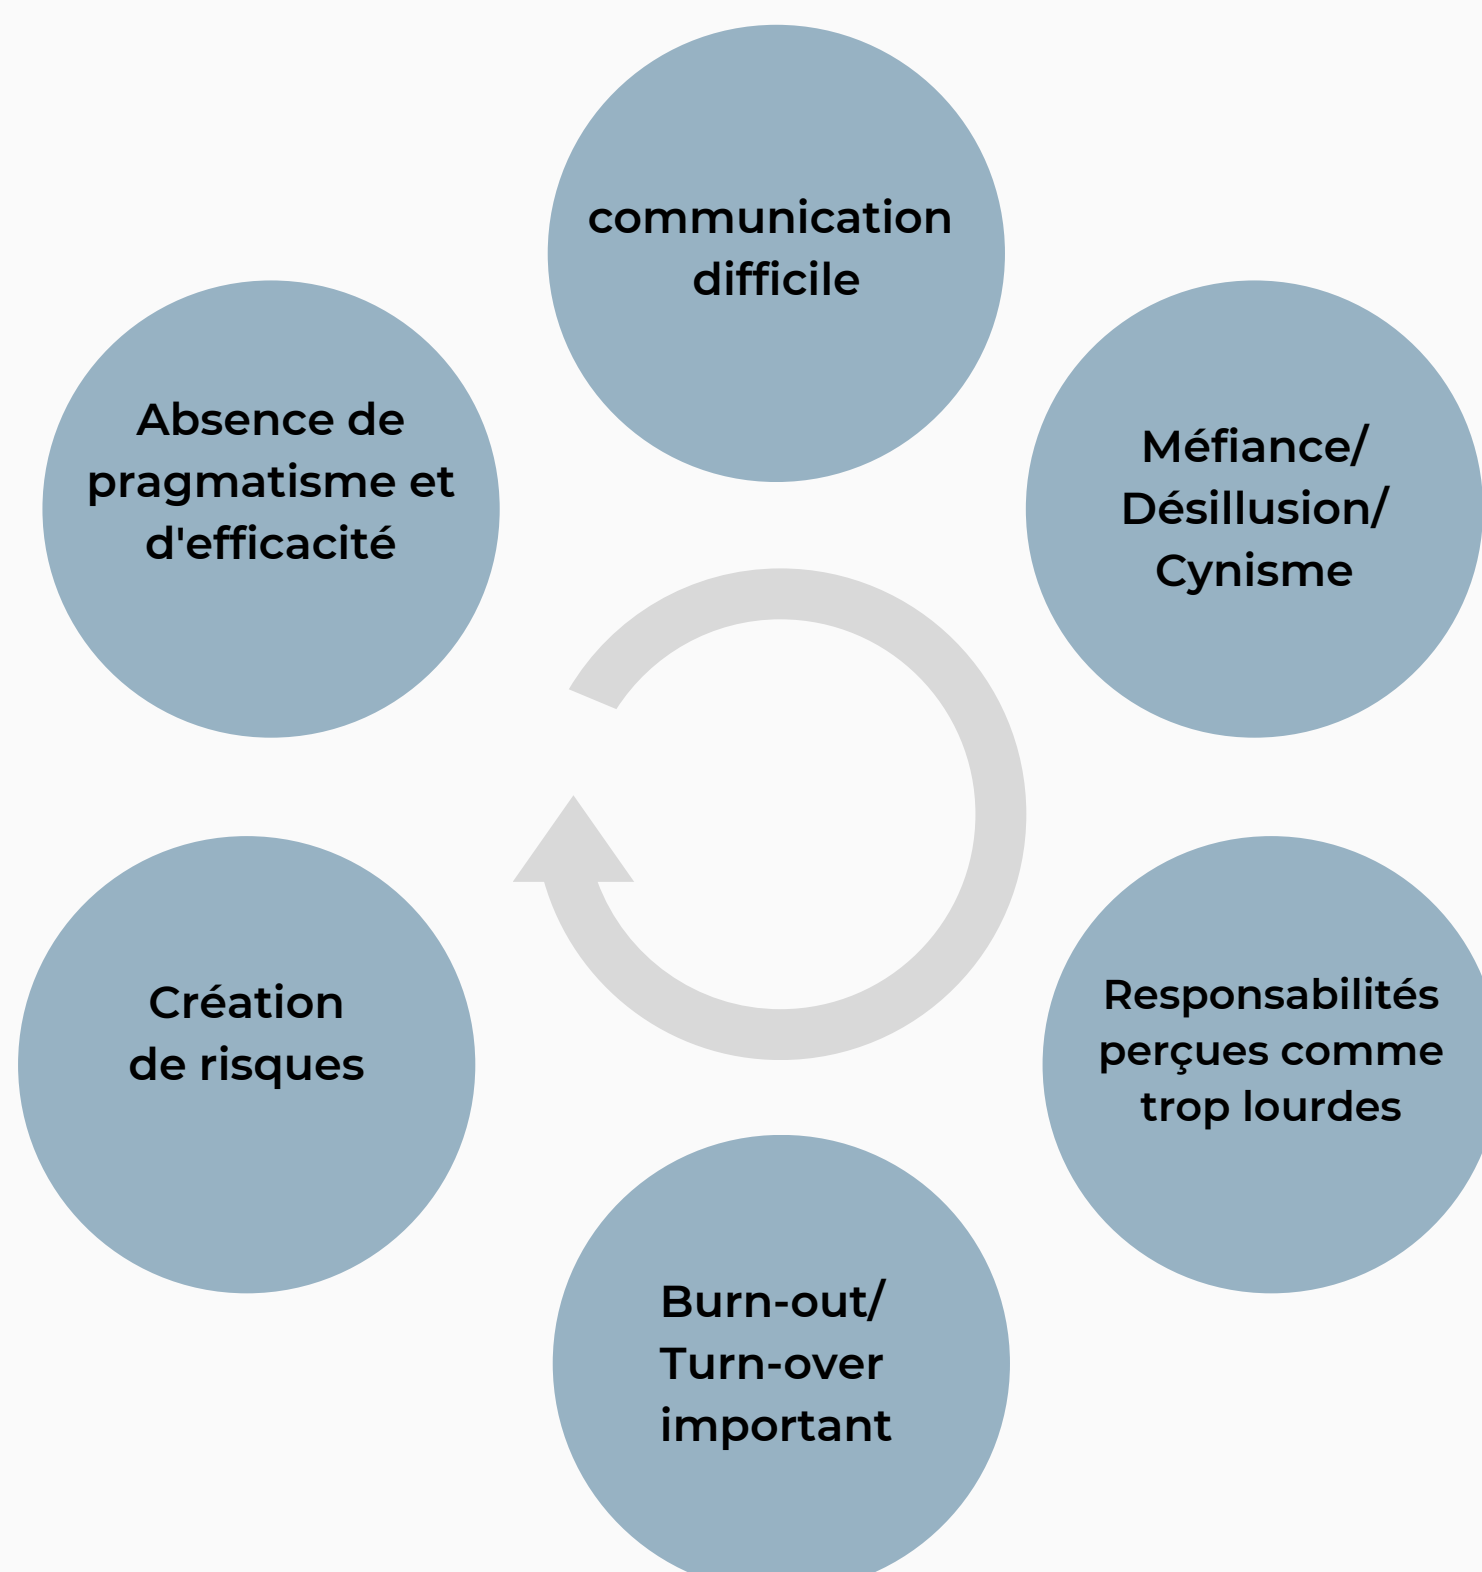 communication
difficile
Méfiance/
Désillusion/
Cynisme
Responsabilités
perçues comme
trop lourdes
Burn-out/
Turn-over
important
Création
de risques
Absence de
pragmatisme et
d'efficacité